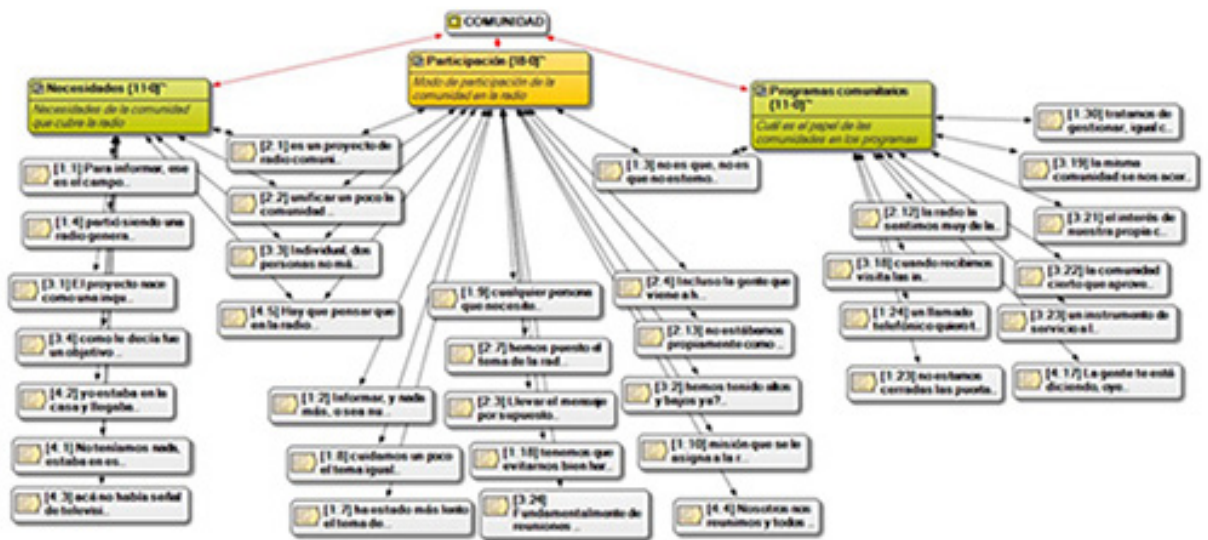 COMUNIDAD
Necesidades {11-0}~
Necesidades de la comunidad
que cubre la radio
Participación {18-0}~
Modo de participación de la
comunidad en la radio
Programas comunitarios
{11-0}~
Cuál es el papel de las
comunidades en los programas
[1.1] Para informar, ese
es el campo..
[1.4] partió siendo una
radio genera..
[3.1] El proyecto nace
como una inqu..
[3.4] como le decía fue
un objetivo ..
[4.2] yo estaba en la
casa y llegaba..
[4.1] No teníamos nada,
estaba en es..
[4.3] acá no había señal
de televisi..
[2.1] es un proyecto de
radio comuni..
[2.2] unificar un poco la
comunidad ..
[3.3] Individual, dos
personas no má..
[4.5] Hay que pensar que
en la radio..
[1.2] Informar, y nada
más, o sea nu..
[1.8] cuidamos un poco
el tema igual..
[1.7] ha estado más lento
el tema de..
[1.9] cualquier persona
que necesite..
[2.7] hemos puesto el
tema de la rad..
[2.3] Llevar el mensaje
por supuesto..
[1.18] tenemos que
evitarnos bien har..
[3.24]
Fundamentalmente de
reuniones ..
[1.3] no es que, no es
que no estemo..
[2.4] Incluso la gente que
viene a h..
[2.13] no estábamos
propiamente como ..
[3.2] hemos tenido altos
y bajos ya?..
[1.10] misión que se le
asigna a la r..
[4.4] Nosotros nos
reunimos y todos ..
[2.12] la radio la
sentimos muy de la..
[3.18] cuando recibimos
visita las in..
[1.24] un llamado
telefónico quiero t..
[1.23] no estamos
cerradas las puerta..
[1.30] tratamos de
gestionar, igual c..
[3.19] la misma
comunidad se nos acer..
[3.21] el interés de
nuestra propia c..
[3.22] la comunidad
cierto que aprove..
[3.23] un instrumento de
servicio a l..
[4.17] La gente te está
diciendo, oye..